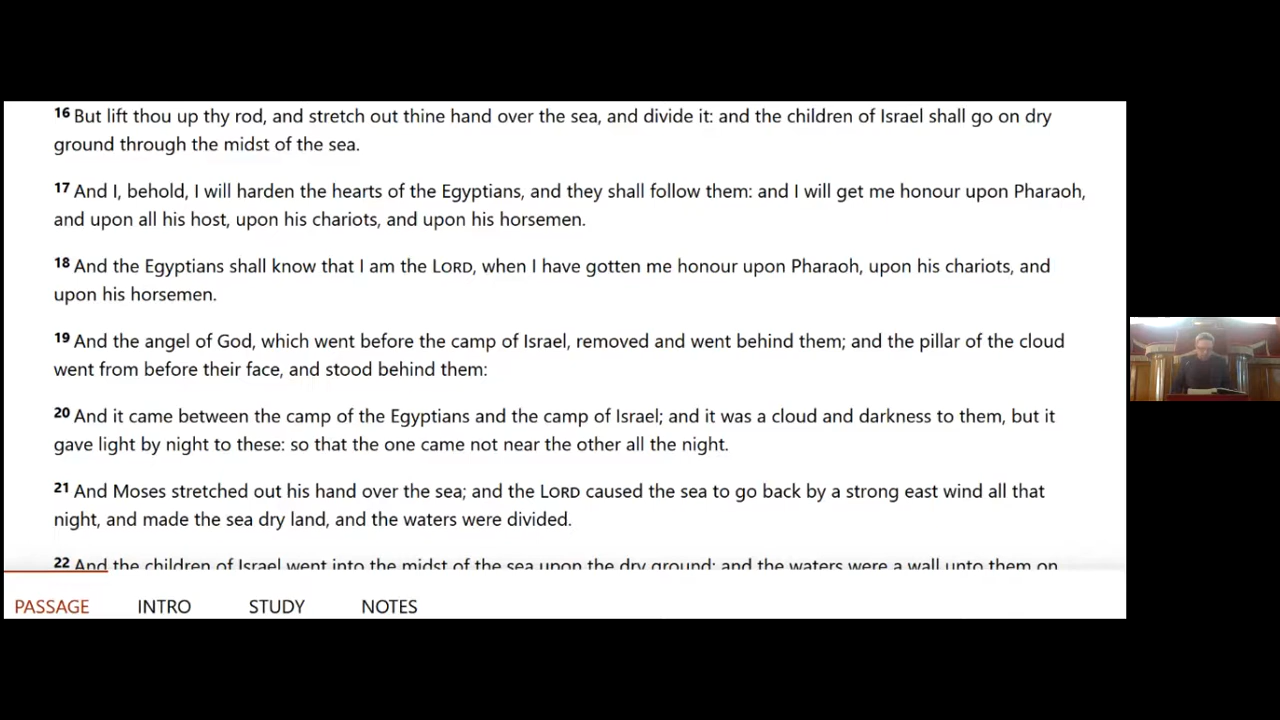 16 But lift thou up thy rod, and stretch out thine hand over the sea, and divide it: and the children of Israel shall go on dry
ground through the midst of the sea.
17 And I, behold, I will harden the hearts of the Egyptians, and they shall follow them: and I will get me honour upon Pharaoh,
and upon all his host, upon his chariots, and upon his horsemen.
18 And the Egyptians shall know that I am the LORD, when I have gotten me honour upon Pharaoh, upon his chariots, and
upon his horsemen.
19 And the angel of God, which went before the camp of Israel, removed and went behind them; and the pillar of the cloud
went from before their face, and stood behind them:
20 And it came between the camp of the Egyptians and the camp of Israel; and it was a cloud and darkness to them, but it
gave light by night to these: so that the one came not near the other all the night.
21 And Moses stretched out his hand over the sea; and the LORD caused the sea to go back by a strong east wind all that
night, and made the sea dry land, and the waters were divided.
22 And the children of Israel went into the midst of the sea upon the dry ground: and the waters were a wall unto them on
PASSAGE INTRO STUDY NOTES